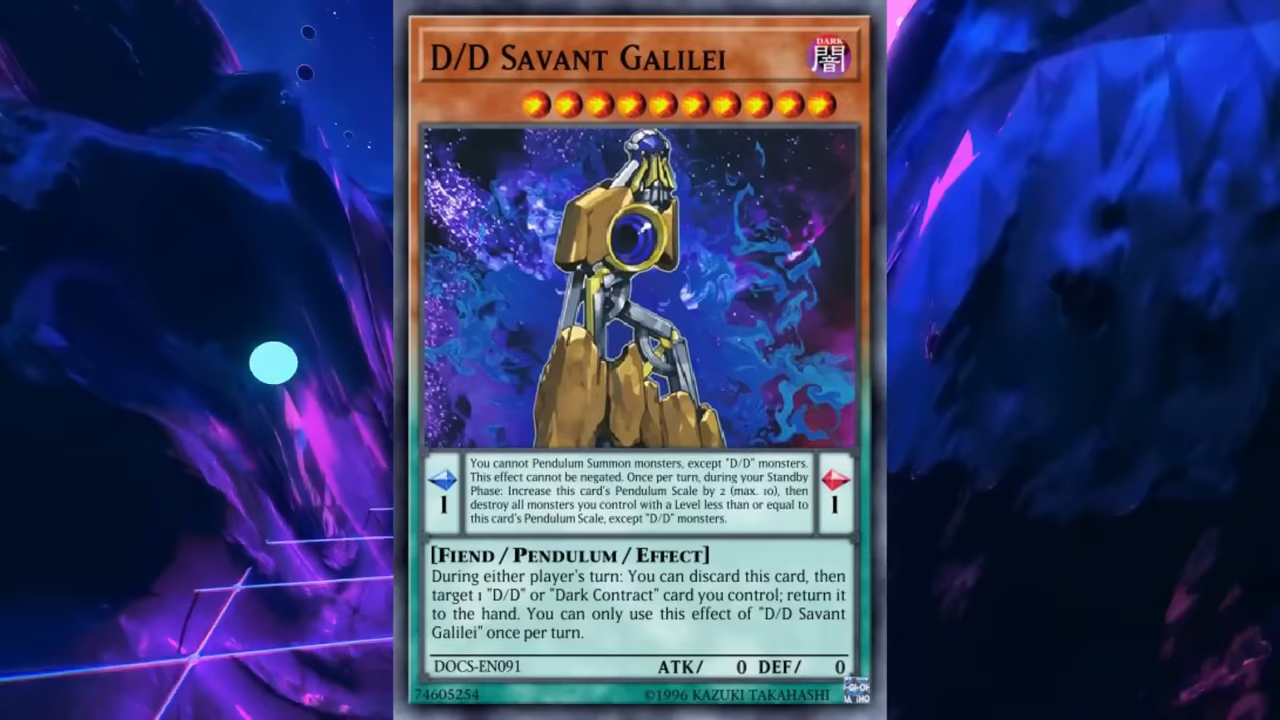 D/D SAVANT GALILEI
DARK
闇
You cannot Pendulum Summon monsters, except "D/D" monsters.
This effect cannot be negated. Once per turn, during your Standby
Phase: Increase this card's Pendulum Scale by 2 (max. 10), then
destroy all monsters you control with a Level less than or equal to
this card's Pendulum Scale, except "D/D" monsters.
1
1
[FIEND / PENDULUM / EFFECT]
During either player's turn: You can discard this card, then
target 1 "D/D" or "Dark Contract" card you control; return it
to the hand. You can only use this effect of "D/D Savant
Galilei" once per turn.
DOCS-EN091
ATK/ 0 DEF/ 0
74605254
©1996 KAZUKI TAKAHASHI